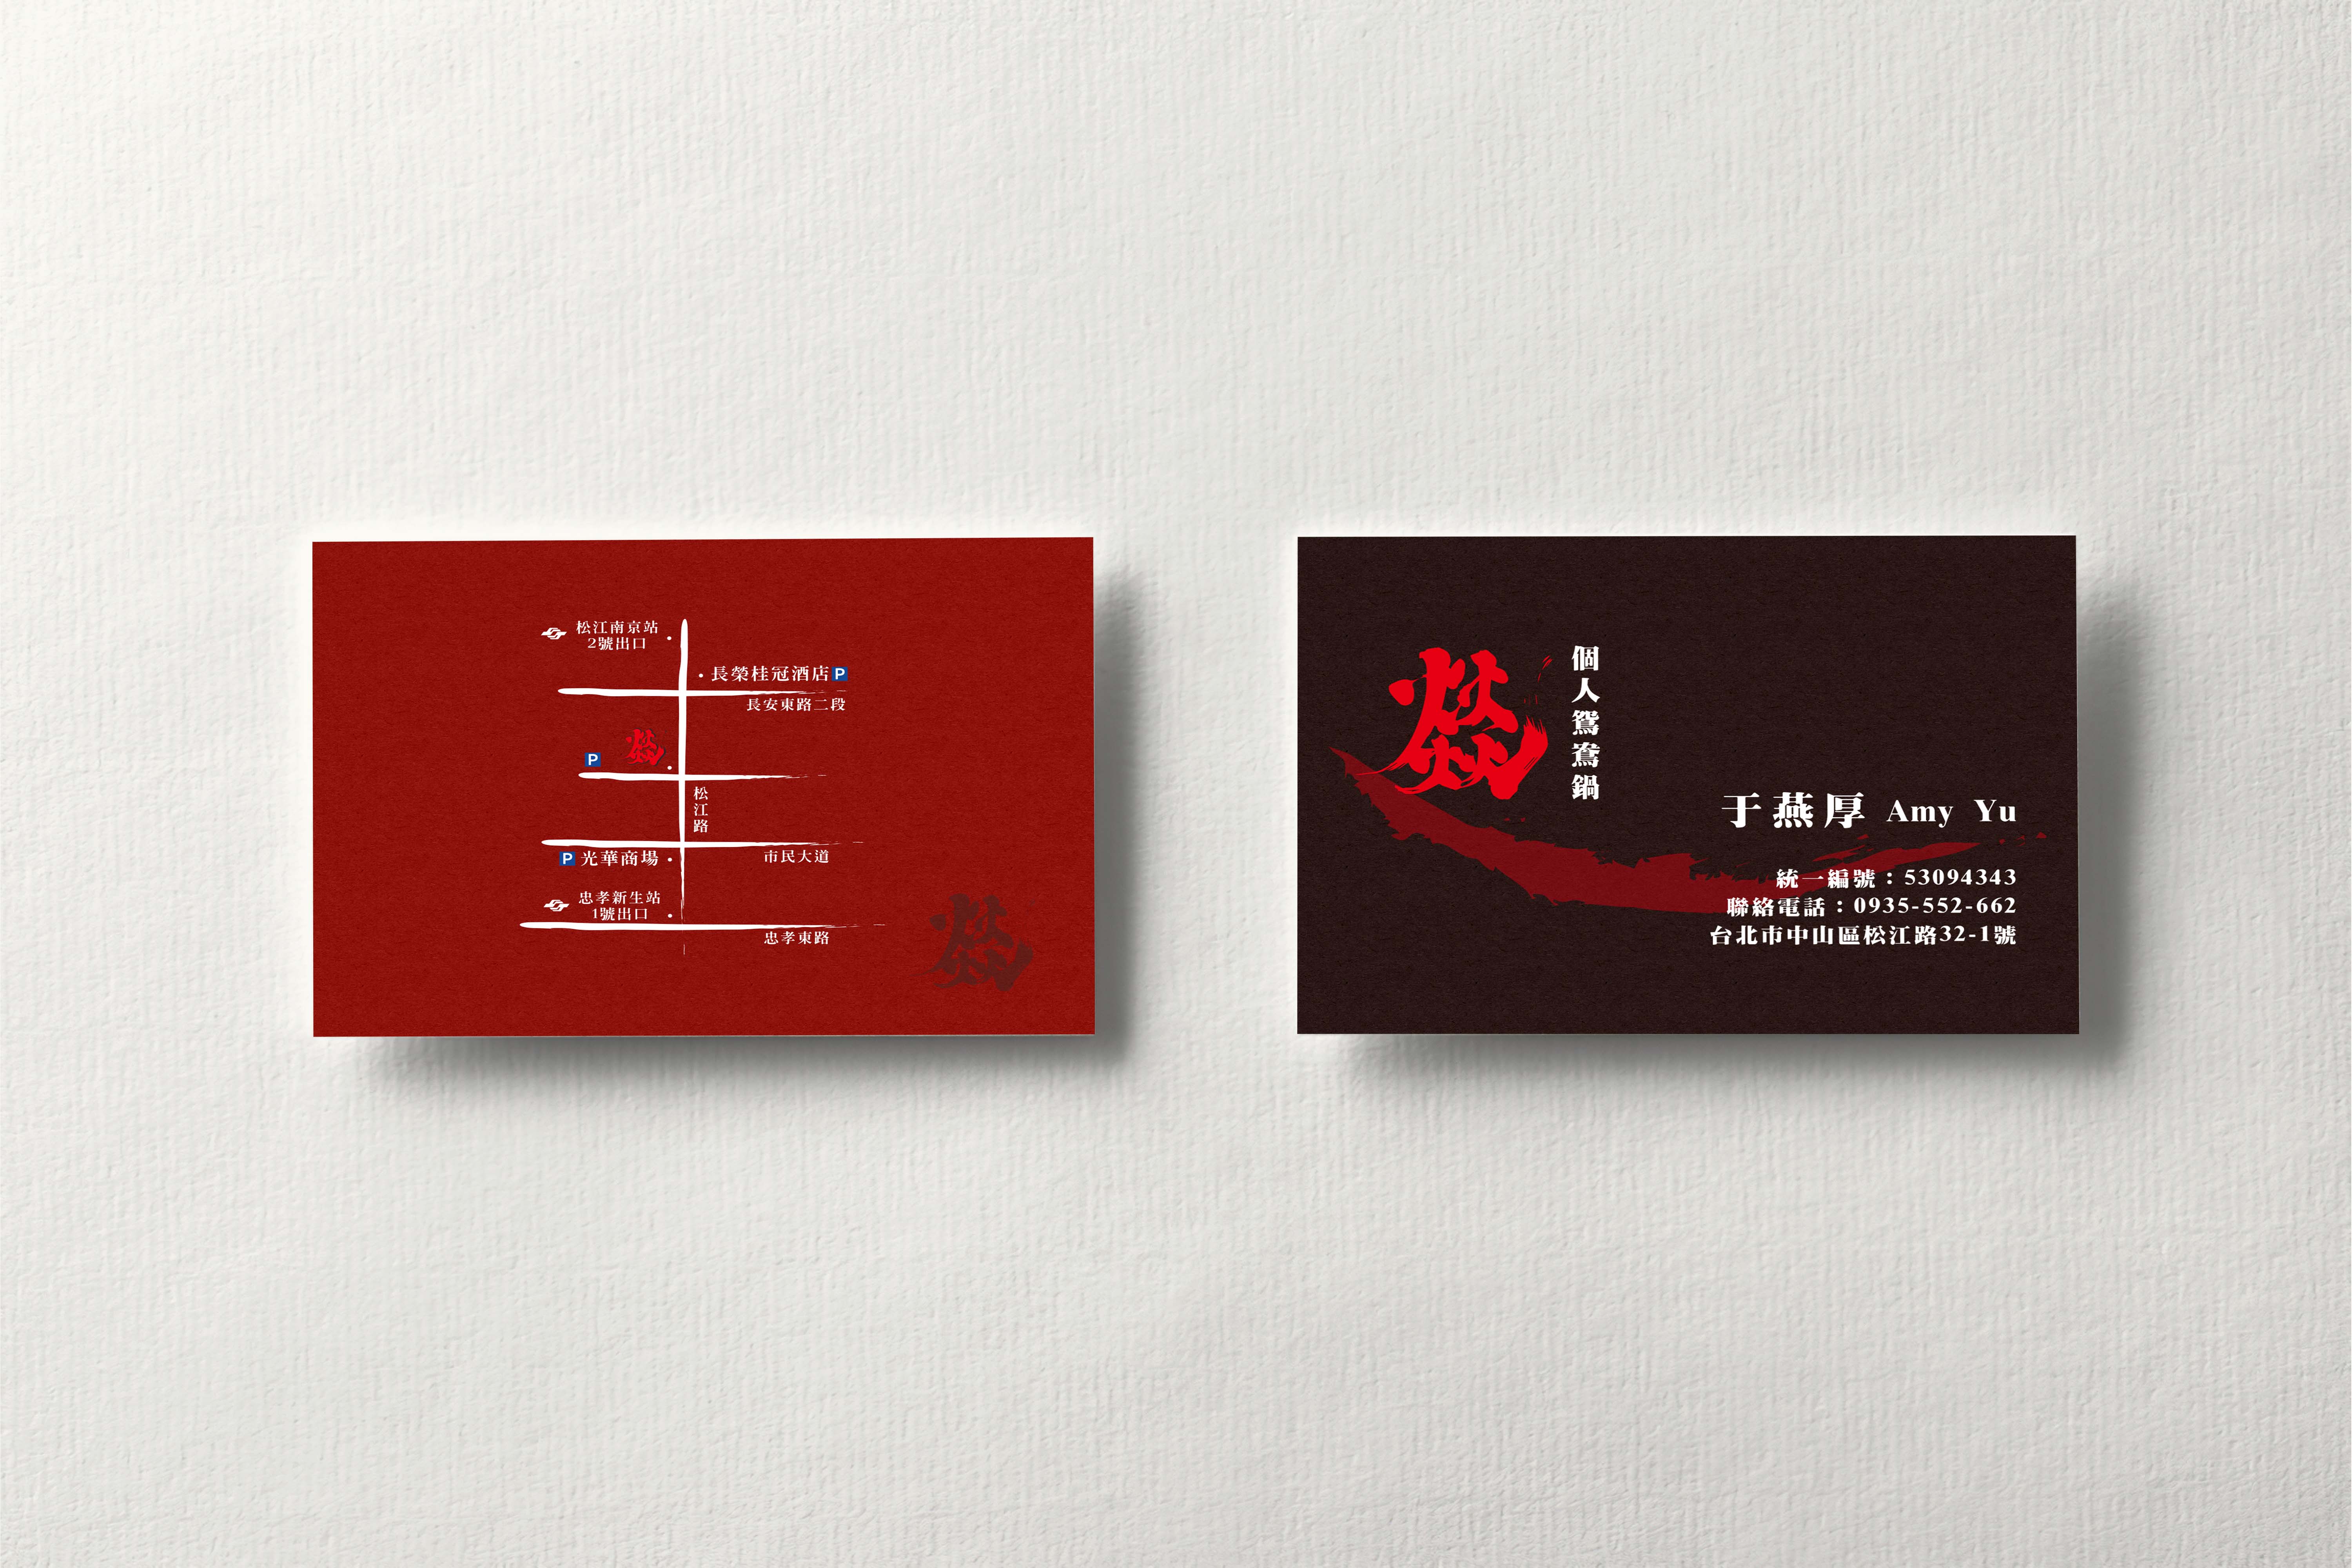 松江南京站
2號出口
長榮桂冠酒店 P
長安東路二段
燚
P
松江路
P 光華商場
市民大道
忠孝新生站
1號出口
忠孝東路
燚
燚
個人鴛鴦鍋
于燕厚 Amy Yu
統一編號：53094343
聯絡電話：0935-552-662
台北市中山區松江路32-1號